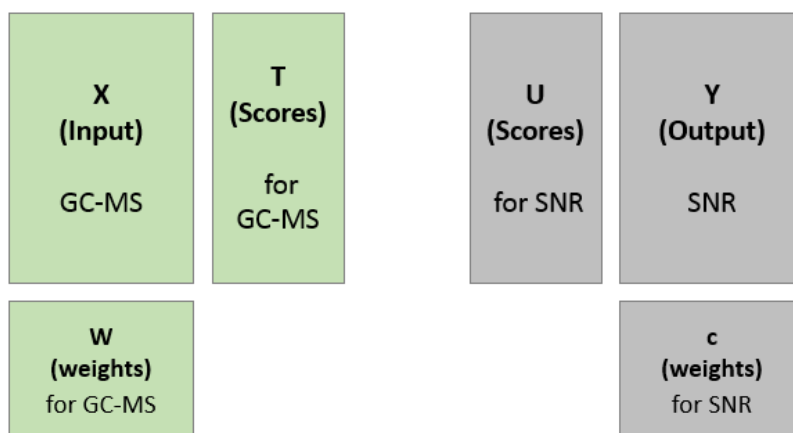 X
(Input)
GC-MS
T
(Scores)
for
GC-MS
U
(Scores)
for SNR
Y
(Output)
SNR
W
(weights)
for GC-MS
c
(weights)
for SNR